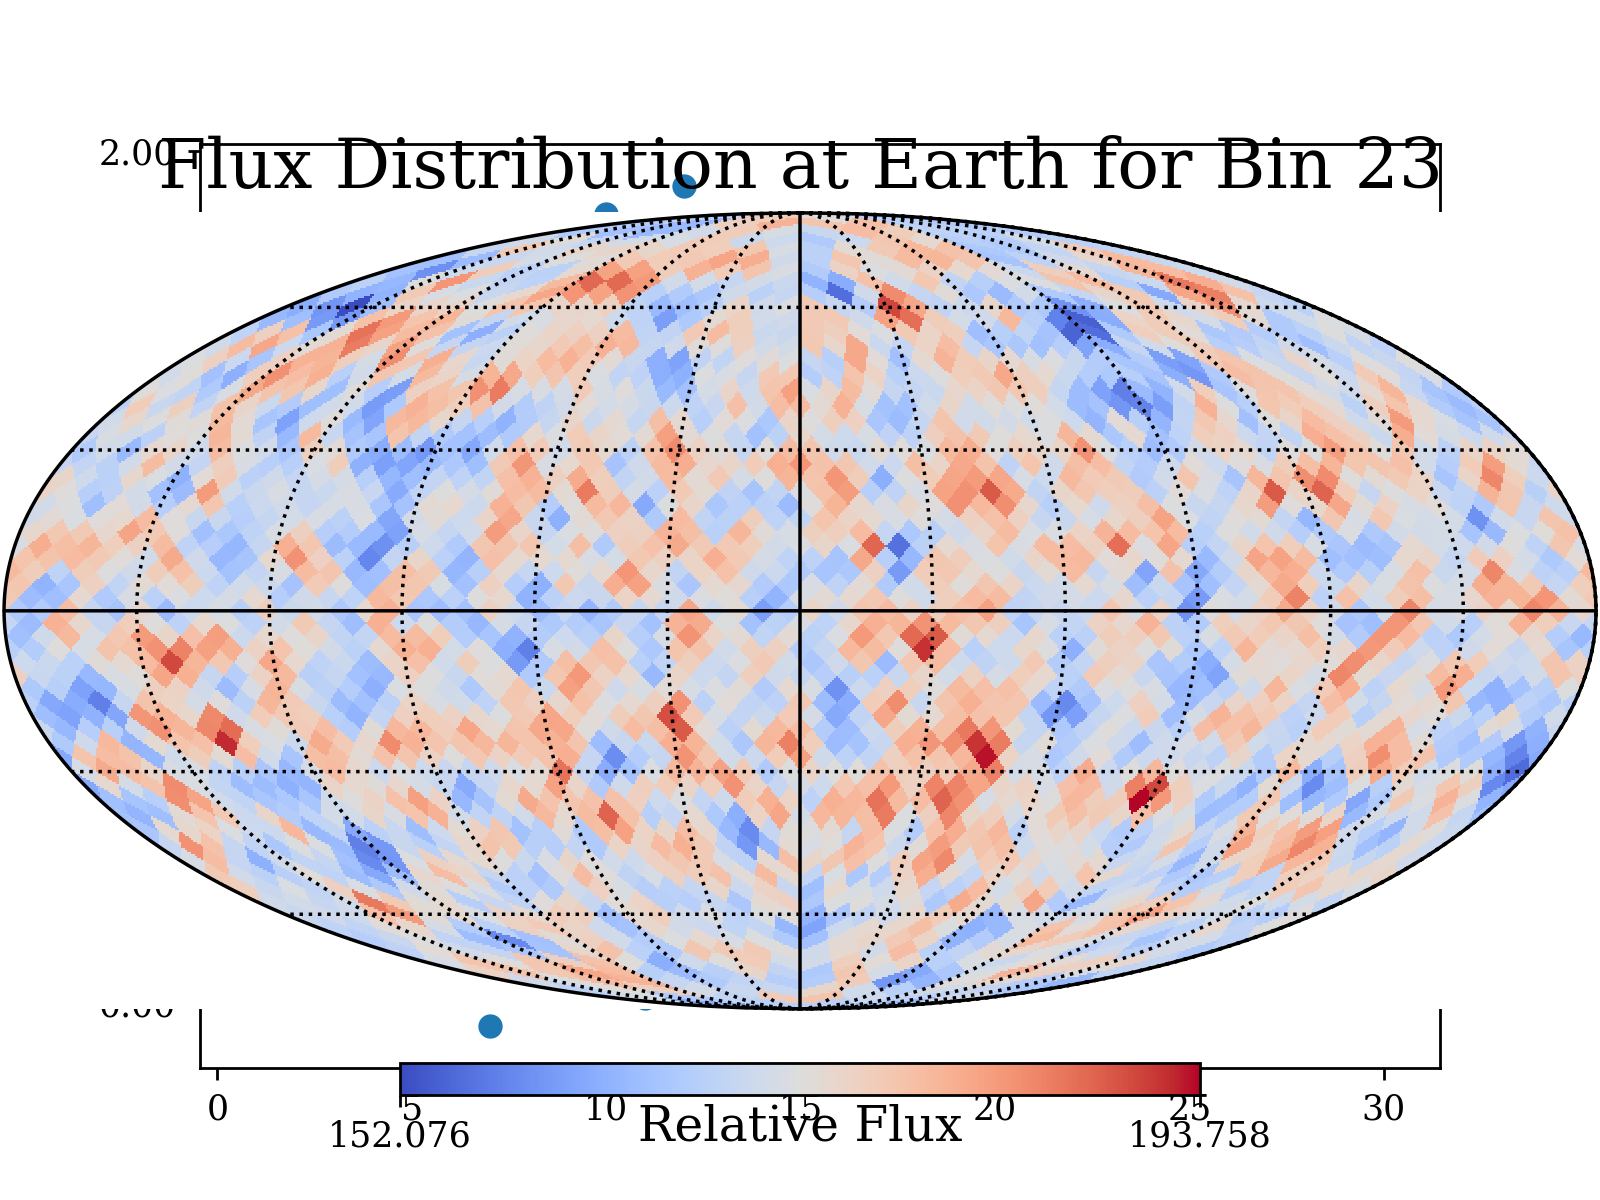 2.00
Flux Distribution at Earth for Bin 23
0 5 10 15 20 25 30
Relative Flux
152.076 193.758